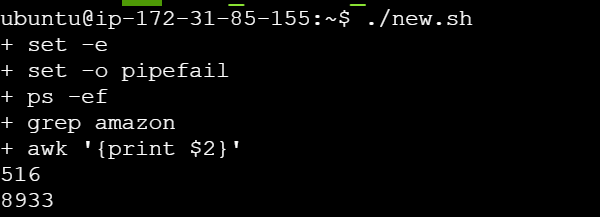 ubuntu@ip-172-31-85-155:~$ ./new.sh
+ set -e
+ set -o pipefail
+ ps -ef
+ grep amazon
+ awk '{print $2}'
516
8933